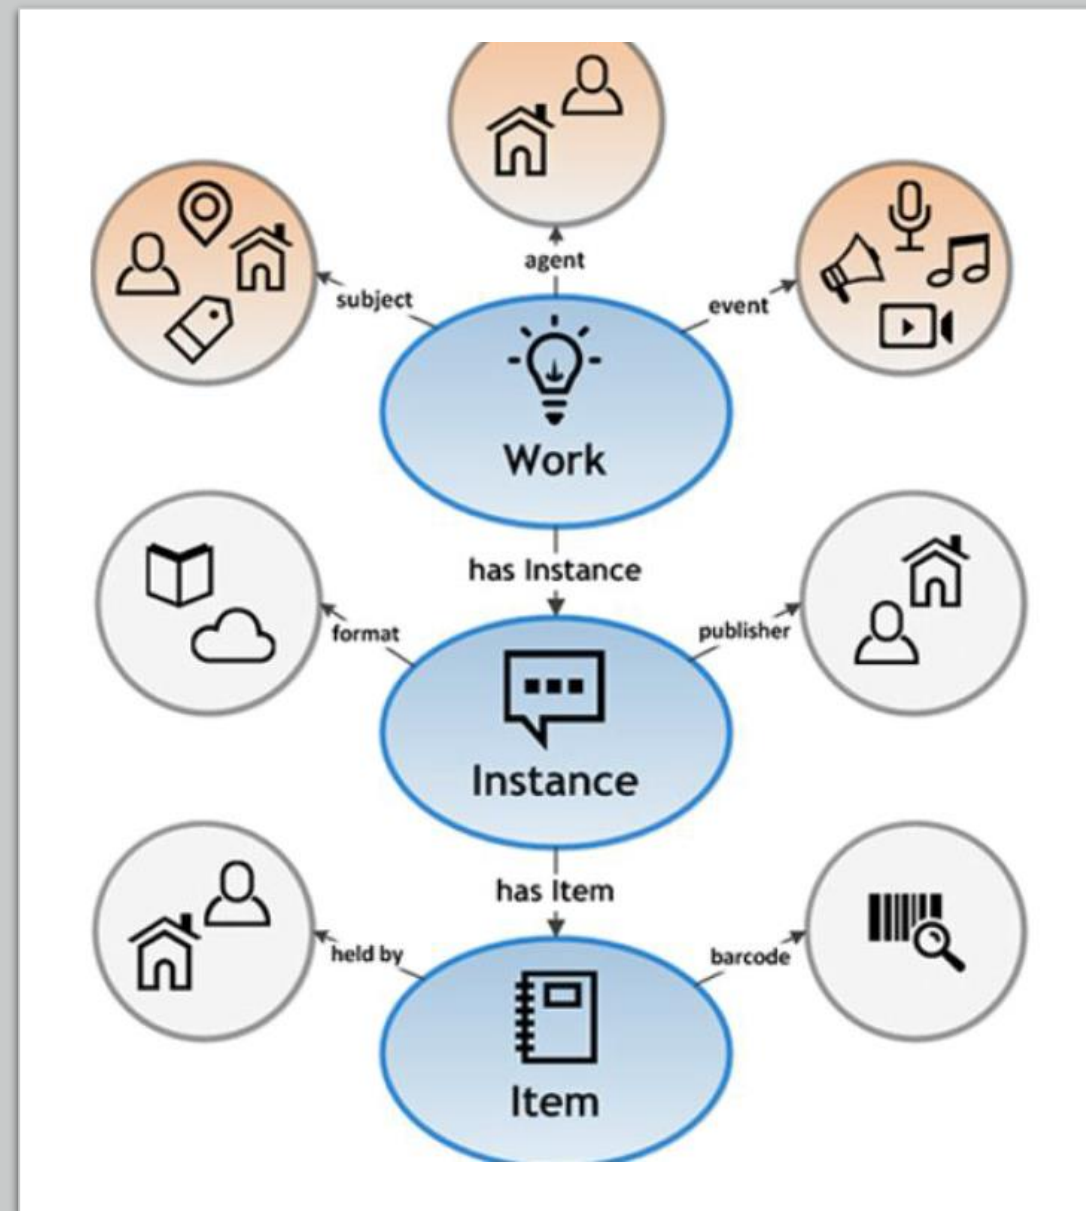 agent
subject
event
Work
has Instance
format
publisher
Instance
has Item
held by
barcode
Item